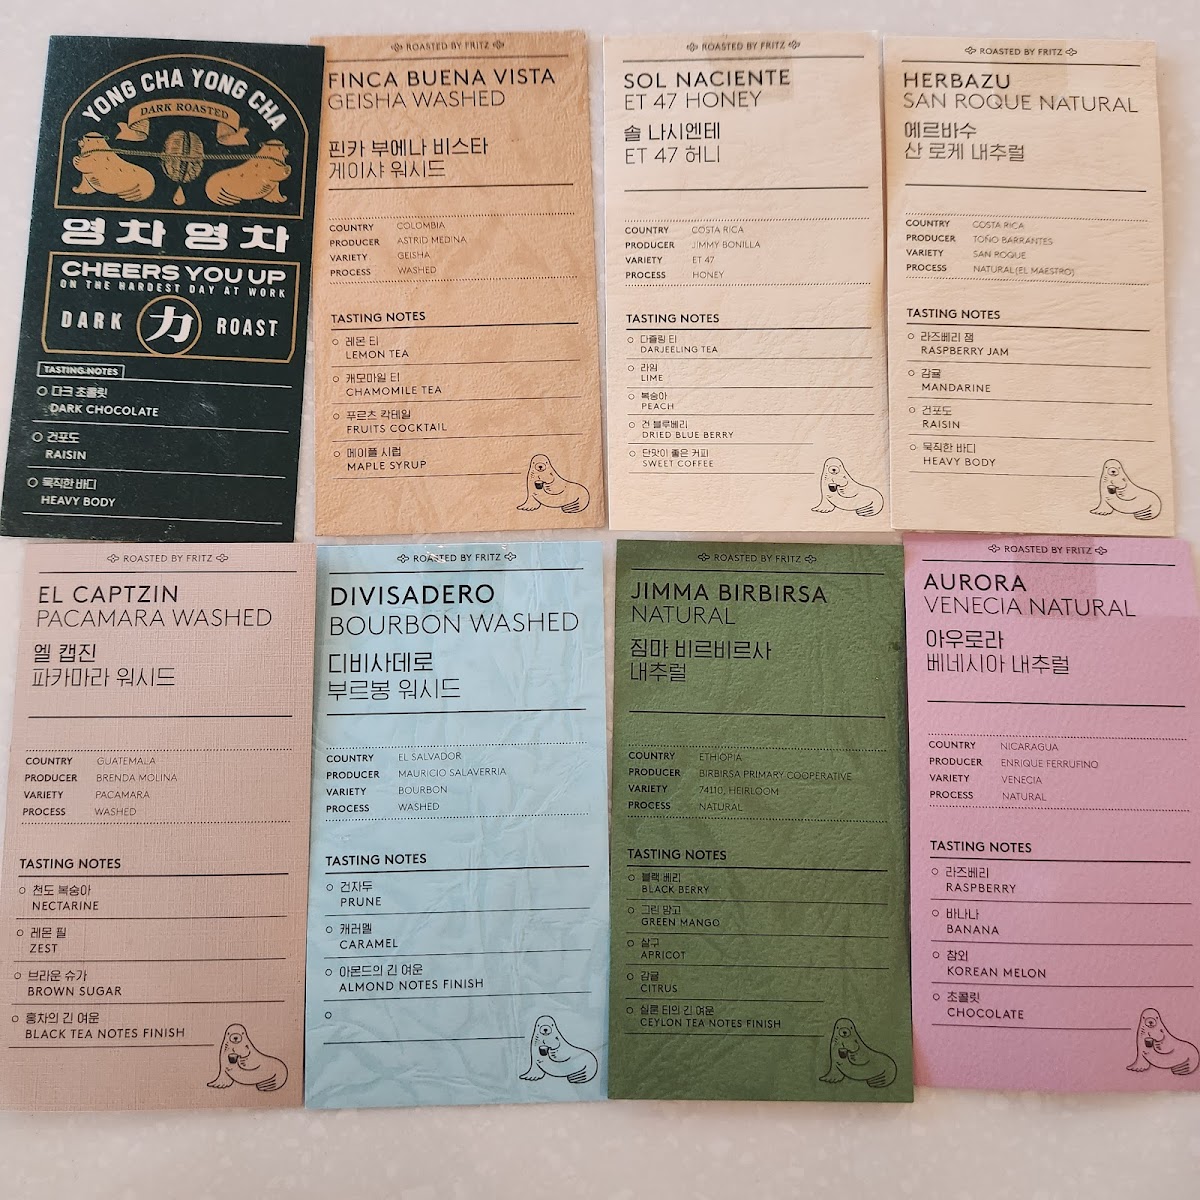 YONG CHA YONG CHA
DARK ROASTED
영차 영차
CHEERS YOU UP
ON THE HARDEST DAY AT WORK
DARK 力 ROAST
TASTING NOTES
다크 초콜릿
DARK CHOCOLATE
건포도
RAISIN
묵직한 바디
HEAVY BODY
ROASTED BY FRITZ
FINCA BUENA VISTA
GEISHA WASHED
핀카 부에나 비스타
게이샤 워시드
COUNTRY COLOMBIA
PRODUCER ASTRID MEDINA
VARIETY GEISHA
PROCESS WASHED
TASTING NOTES
레몬 티
LEMON TEA
캐모마일 티
CHAMOMILE TEA
푸르츠 칵테일
FRUITS COCKTAIL
메이플 시럽
MAPLE SYRUP
ROASTED BY FRITZ
SOL NACIENTE
ET 47 HONEY
솔 나시엔테
ET 47 허니
COUNTRY COSTA RICA
PRODUCER JIMMY BONILLA
VARIETY ET 47
PROCESS HONEY
TASTING NOTES
다즐링 티
DARJEELING TEA
라임
LIME
복숭아
PEACH
건 블루베리
DRIED BLUE BERRY
단맛이 좋은 커피
SWEET COFFEE
ROASTED BY FRITZ
HERBAZU
SAN ROQUE NATURAL
에르바수
산 로케 내추럴
COUNTRY COSTA RICA
PRODUCER TOÑO BARRANTES
VARIETY SAN ROQUE
PROCESS NATURAL(EL MAESTRO)
TASTING NOTES
라즈베리 잼
RASPBERRY JAM
감귤
MANDARINE
건포도
RAISIN
묵직한 바디
HEAVY BODY
ROASTED BY FRITZ
EL CAPTZIN
PACAMARA WASHED
엘 캡진
파카마라 워시드
COUNTRY GUATEMALA
PRODUCER BRENDA MOLINA
VARIETY PACAMARA
PROCESS WASHED
TASTING NOTES
천도 복숭아
NECTARINE
레몬 필
ZEST
브라운 슈가
BROWN SUGAR
홍차의 긴 여운
BLACK TEA NOTES FINISH
ROASTED BY FRITZ
DIVISADERO
BOURBON WASHED
디비사데로
부르봉 워시드
COUNTRY EL SALVADOR
PRODUCER MAURICIO SALAVERRIA
VARIETY BOURBON
PROCESS WASHED
TASTING NOTES
건자두
PRUNE
캐러멜
CARAMEL
아몬드의 긴 여운
ALMOND NOTES FINISH
ROASTED BY FRITZ
JIMMA BIRBIRSA
NATURAL
짐마 비르비르사
내추럴
COUNTRY ETHIOPIA
PRODUCER BIRBIRSA PRIMARY COOPERATIVE
VARIETY 74110, HEIRLOOM
PROCESS NATURAL
TASTING NOTES
블랙 베리
BLACK BERRY
그린 망고
GREEN MANGO
살구
APRICOT
감귤
CITRUS
실론 티의 긴 여운
CEYLON TEA NOTES FINISH
ROASTED BY FRITZ
AURORA
VENECIA NATURAL
아우로라
베네시아 내추럴
COUNTRY NICARAGUA
PRODUCER ENRIQUE FERRUFINO
VARIETY VENECIA
PROCESS NATURAL
TASTING NOTES
라즈베리
RASPBERRY
바나나
BANANA
참외
KOREAN MELON
초콜릿
CHOCOLATE